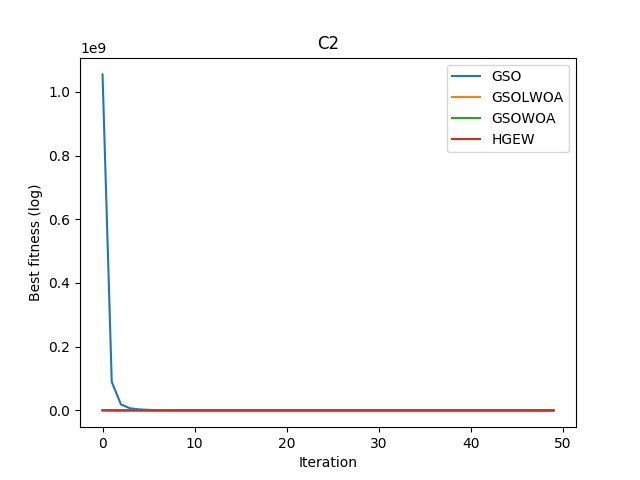 C2
1e9
GSO
GSOLWOA
GSOWOA
HGEW
1.0
0.8
0.6
0.4
0.2
0.0
Best fitness (log)
0 10 20 30 40 50
Iteration